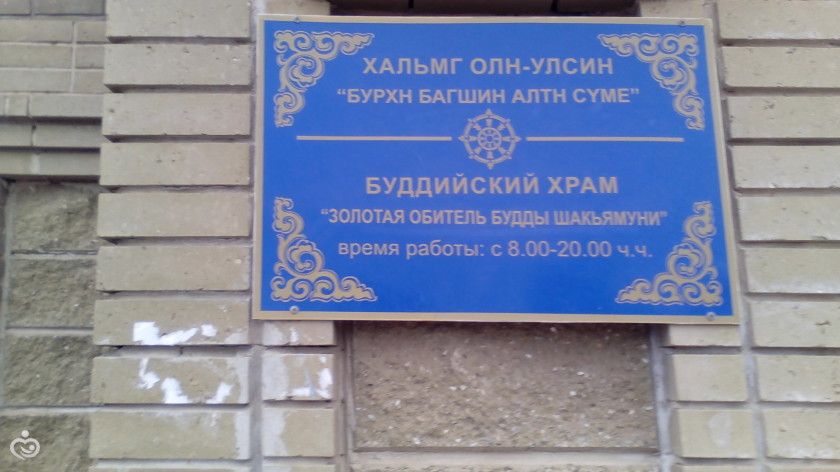 ХАЛЬМГ ОЛН-УЛСИН
“БУРХН БАГШИН АЛТН СҮМЕ”
БУДДИЙСКИЙ ХРАМ
“ЗОЛОТАЯ ОБИТЕЛЬ БУДДЫ ШАКЬЯМУНИ”
время работы: с 8.00-20.00 ч.ч.